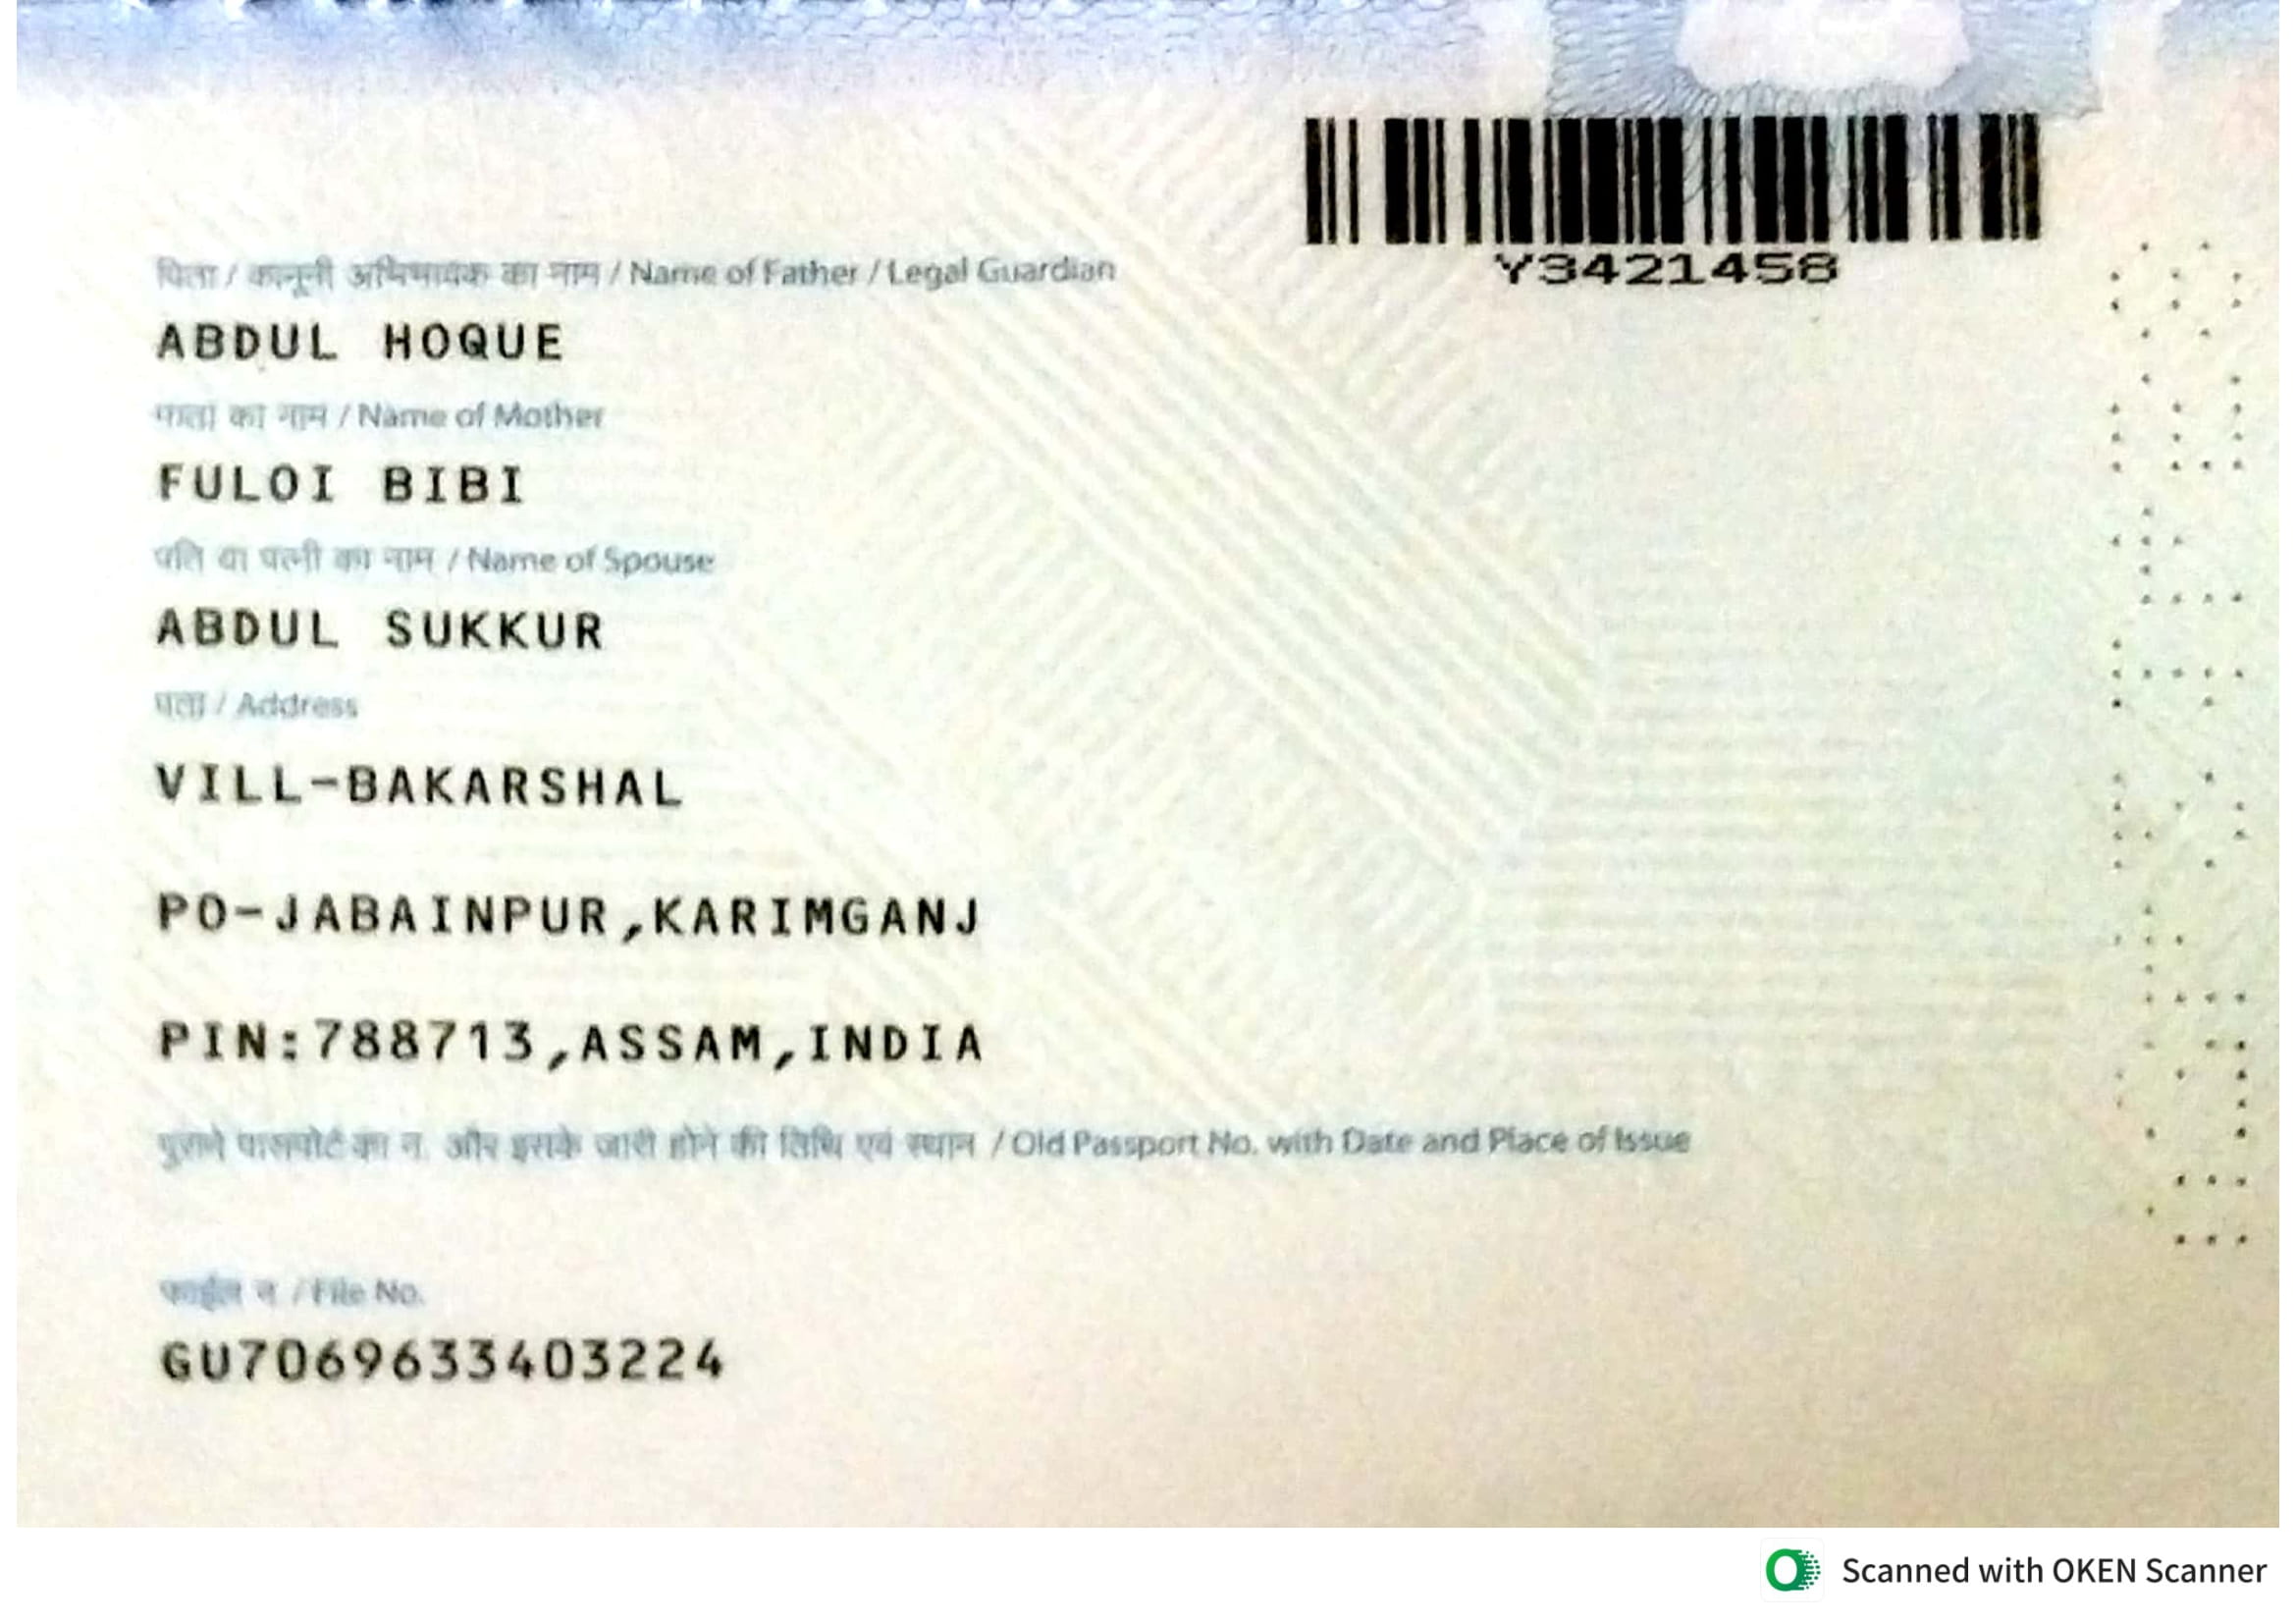 Y3421458
पिता / कानूनी अभिभावक का नाम / Name of Father / Legal Guardian
ABDUL HOQUE
माता का नाम / Name of Mother
FULOI BIBI
पति या पत्नी का नाम / Name of Spouse
ABDUL SUKKUR
पता / Address
VILL-BAKARSHAL
PO-JABAINPUR,KARIMGANJ
PIN:788713,ASSAM,INDIA
पुराने पासपोर्ट का न. और इसके जारी होने की तिथि एवं स्थान / Old Passport No. with Date and Place of Issue
फाईल न / File No.
GU7069633403224
Scanned with OKEN Scanner